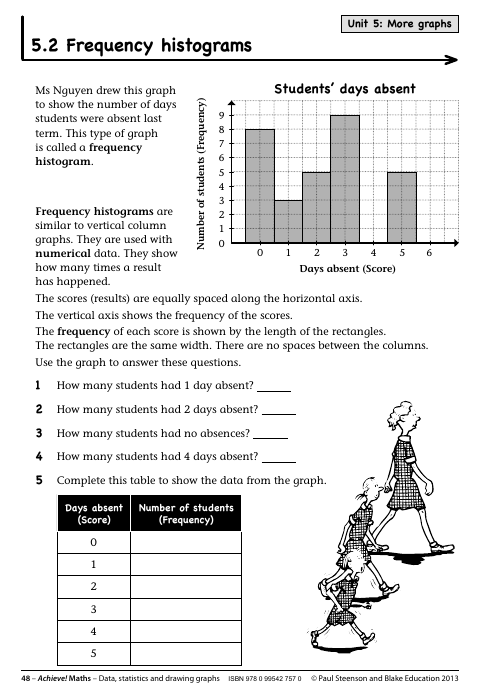 Unit 5: More graphs
5.2 Frequency histograms
Ms Nguyen drew this graph
to show the number of days
students were absent last
term. This type of graph
is called a frequency
histogram.
Frequency histograms are
similar to vertical column
graphs. They are used with
numerical data. They show
how many times a result
has happened.
Students' days absent
Number of students (Frequency)
9
8
7
6
5
4
3
2
1
0
0 1 2 3 4 5 6
Days absent (Score)
The scores (results) are equally spaced along the horizontal axis.
The vertical axis shows the frequency of the scores.
The frequency of each score is shown by the length of the rectangles.
The rectangles are the same width. There are no spaces between the columns.
Use the graph to answer these questions.
1 How many students had 1 day absent? _____
2 How many students had 2 days absent? _____
3 How many students had no absences? _____
4 How many students had 4 days absent? _____
5 Complete this table to show the data from the graph.
Days absent (Score) Number of students (Frequency)
0
1
2
3
4
5
48 – Achieve! Maths – Data, statistics and drawing graphs ISBN 978 0 99542 757 0 © Paul Steenson and Blake Education 2013